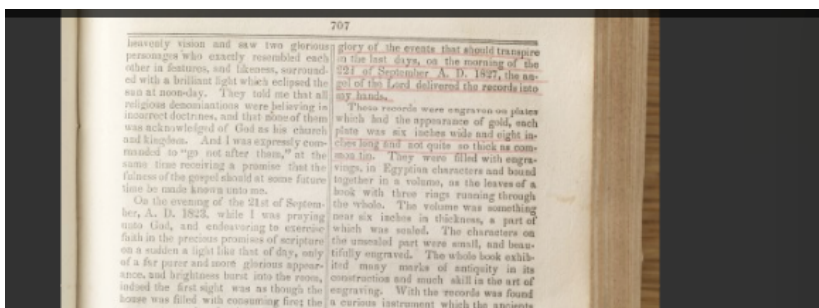 707
heavenly vision and saw two glorious
personages who exactly resembled each
other in features, and likeness, surround-
ed with a brilliant light which eclipsed the
sun at noon-day. They told me that all
religious denominations were believing in
incorrect doctrines, and that none of them
was acknowledged of God as his church
and kingdom. And I was expressly com-
manded to "go not after them," at the
same time receiving a promise that the
fulness of the gospel should at some future
time be made known unto me.
On the evening of the 21st of Septem-
ber, A. D. 1823, while I was praying
unto God, and endeavoring to exercise
faith in the precious promises of scripture
on a sudden a light like that of day, only
of a far purer and more glorious appear-
ance, and brightness burst into the room,
indeed the first sight was as though the
house was filled with consuming fire; the
glory of the events that should transpire
in the last days, on the morning of the
22d of September A. D. 1827, the an-
gel of the Lord delivered the records into
my hands.
These records were engraven on plates
which had the appearance of gold, each
plate was six inches wide and eight in-
ches long and not quite so thick as com-
mon tin. They were filled with engra-
vings, in Egyptian characters and bound
together in a volume, as the leaves of a
book with three rings running through
the whole. The volume was something
near six inches in thickness, a part of
which was sealed. The characters on
the unsealed part were small, and beau-
tifully engraved. The whole book exhib-
ited many marks of antiquity in its
construction and much skill in the art of
engraving. With the records was found
a curious instrument which the ancients